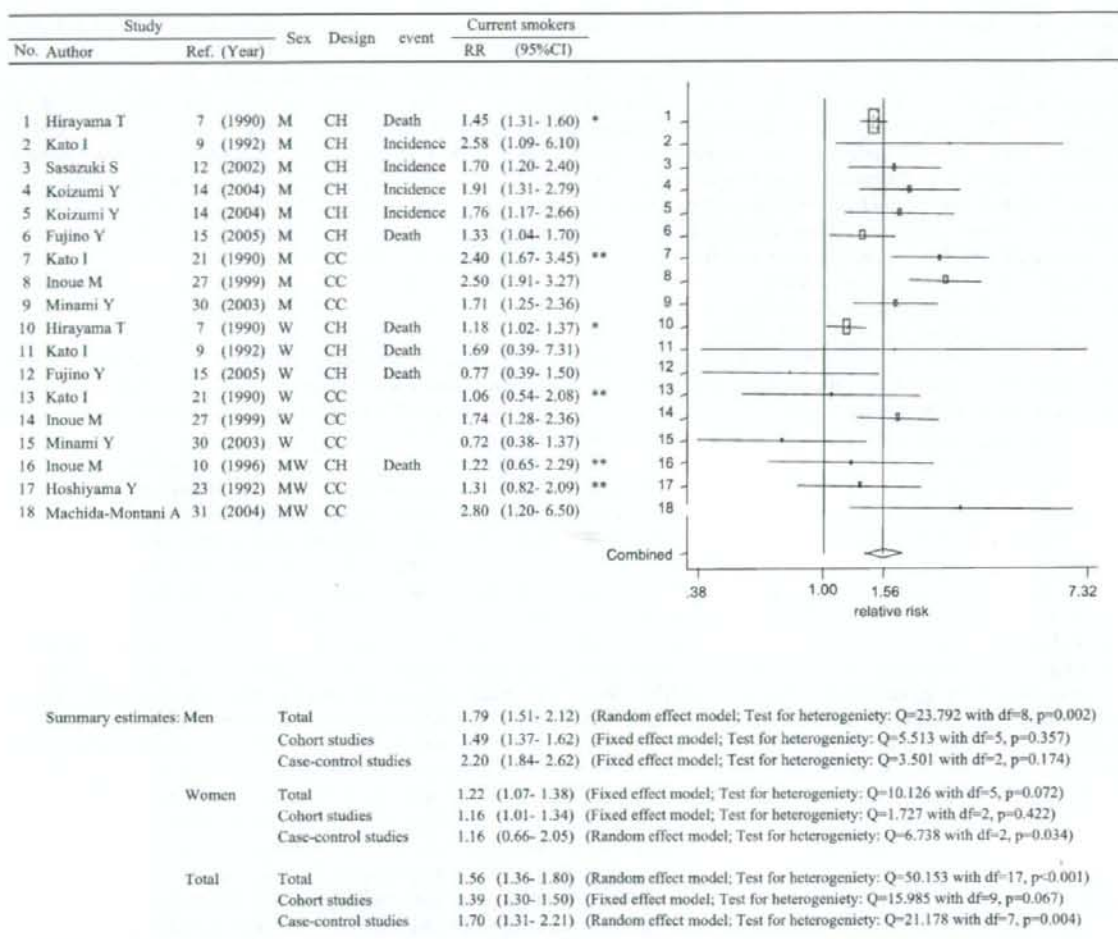 Study Sex Design event Current smokers
No. Author Ref. (Year) RR (95%CI)
1 Hirayama T 7 (1990) M CH Death 1.45 (1.31- 1.60) * 1
2 Kato I 9 (1992) M CH Incidence 2.58 (1.09- 6.10) 2
3 Sasazuki S 12 (2002) M CH Incidence 1.70 (1.20- 2.40) 3
4 Koizumi Y 14 (2004) M CH Incidence 1.91 (1.31- 2.79) 4
5 Koizumi Y 14 (2004) M CH Incidence 1.76 (1.17- 2.66) 5
6 Fujino Y 15 (2005) M CH Death 1.33 (1.04- 1.70) 6
7 Kato I 21 (1990) M CC 2.40 (1.67- 3.45) ** 7
8 Inoue M 27 (1999) M CC 2.50 (1.91- 3.27) 8
9 Minami Y 30 (2003) M CC 1.71 (1.25- 2.36) 9
10 Hirayama T 7 (1990) W CH Death 1.18 (1.02- 1.37) * 10
11 Kato I 9 (1992) W CH Death 1.69 (0.39- 7.31) 11
12 Fujino Y 15 (2005) W CH Death 0.77 (0.39- 1.50) 12
13 Kato I 21 (1990) W CC 1.06 (0.54- 2.08) ** 13
14 Inoue M 27 (1999) W CC 1.74 (1.28- 2.36) 14
15 Minami Y 30 (2003) W CC 0.72 (0.38- 1.37) 15
16 Inoue M 10 (1996) MW CH Death 1.22 (0.65- 2.29) ** 16
17 Hoshiyama Y 23 (1992) MW CC 1.31 (0.82- 2.09) ** 17
18 Machida-Montani A 31 (2004) MW CC 2.80 (1.20- 6.50) 18
Combined
.38 1.00 1.56 7.32
relative risk
Summary estimates: Men Total 1.79 (1.51- 2.12) (Random effect model; Test for heterogeniety: Q=23.792 with df=8, p=0.002)
Cohort studies 1.49 (1.37- 1.62) (Fixed effect model; Test for heterogeniety: Q=5.513 with df=5, p=0.357)
Case-control studies 2.20 (1.84- 2.62) (Fixed effect model; Test for heterogeniety: Q=3.501 with df=2, p=0.174)
Women Total 1.22 (1.07- 1.38) (Fixed effect model; Test for heterogeniety: Q=10.126 with df=5, p=0.072)
Cohort studies 1.16 (1.01- 1.34) (Fixed effect model; Test for heterogeniety: Q=1.727 with df=2, p=0.422)
Case-control studies 1.16 (0.66- 2.05) (Random effect model; Test for heterogeniety: Q=6.738 with df=2, p=0.034)
Total Total 1.56 (1.36- 1.80) (Random effect model; Test for heterogeniety: Q=50.153 with df=17, p<0.001)
Cohort studies 1.39 (1.30- 1.50) (Fixed effect model; Test for heterogeniety: Q=15.985 with df=9, p=0.067)
Case-control studies 1.70 (1.31- 2.21) (Random effect model; Test for heterogeniety: Q=21.178 with df=7, p=0.004)